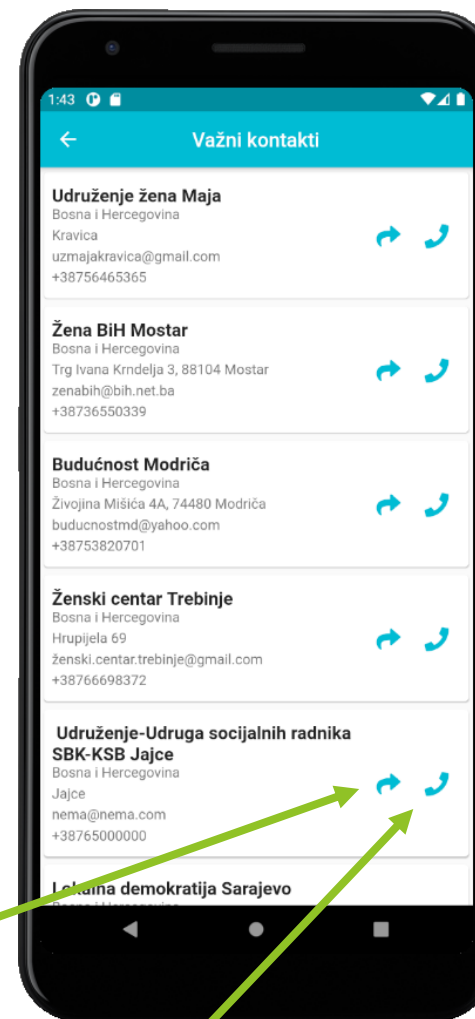 1:43
Važni kontakti
Udruženje žena Maja
Bosna i Hercegovina
Kravica
uzmajakravica@gmail.com
+38756465365
Žena BiH Mostar
Bosna i Hercegovina
Trg Ivana Krndelja 3, 88104 Mostar
zenabih@bih.net.ba
+38736550339
Budućnost Modriča
Bosna i Hercegovina
Živojina Mišića 4A, 74480 Modriča
buducnostmd@yahoo.com
+38753820701
Ženski centar Trebinje
Bosna i Hercegovina
Hrupijela 69
ženski.centar.trebinje@gmail.com
+38766698372
Udruženje-Udruga socijalnih radnika
SBK-KSB Jajce
Bosna i Hercegovina
Jajce
nema@nema.com
+38765000000
Lokalna demokratija Sarajevo